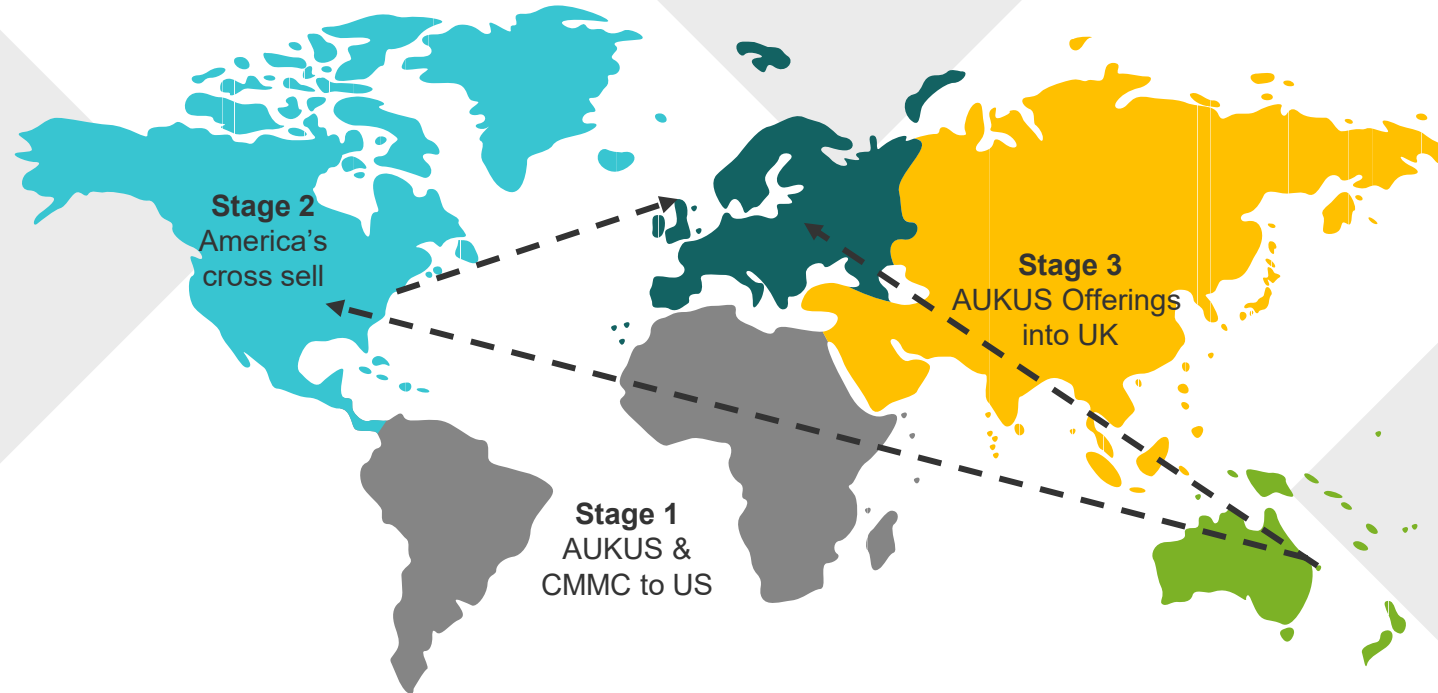 Stage 2
America’s
cross sell
Stage 3
AUKUS Offerings
into UK
Stage 1
AUKUS &
CMMC to US